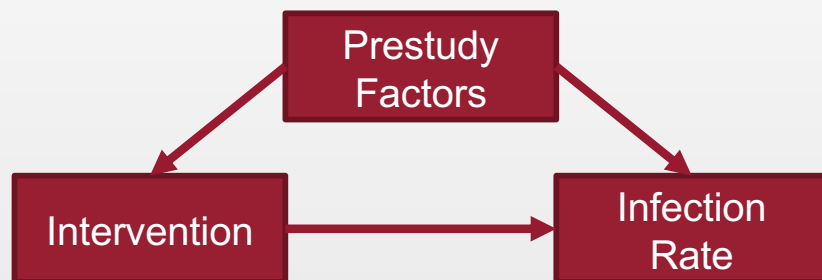 Prestudy
Factors
Intervention
Infection
Rate